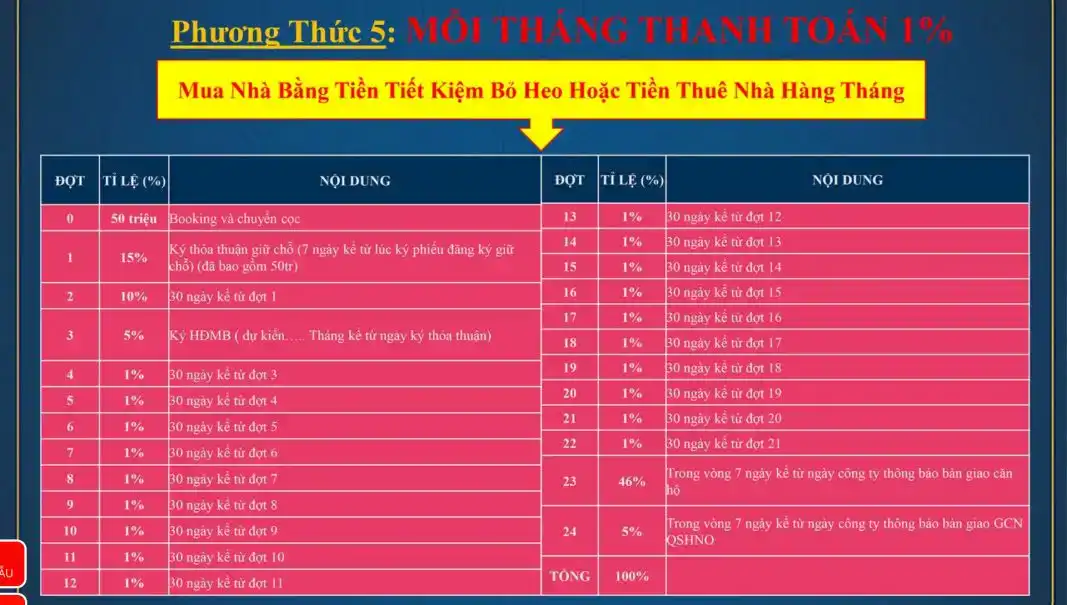 Phương Thức 5: MỖI THÁNG THANH TOÁN 1%
Mua Nhà Bằng Tiền Tiết Kiệm Bỏ Heo Hoặc Tiền Thuê Nhà Hàng Tháng
ĐỢT TỈ LỆ (%) NỘI DUNG
0 50 triệu Booking và chuyển cọc
1 15% Ký thỏa thuận giữ chỗ (7 ngày kể từ lúc ký phiếu đăng ký giữ
chỗ) (đã bao gồm 50tr)
2 10% 30 ngày kể từ đợt 1
3 5% Ký HĐMB ( dự kiến..... Tháng kể từ ngày ký thỏa thuận)
4 1% 30 ngày kể từ đợt 3
5 1% 30 ngày kể từ đợt 4
6 1% 30 ngày kể từ đợt 5
7 1% 30 ngày kể từ đợt 6
8 1% 30 ngày kể từ đợt 7
9 1% 30 ngày kể từ đợt 8
10 1% 30 ngày kể từ đợt 9
11 1% 30 ngày kể từ đợt 10
12 1% 30 ngày kể từ đợt 11
ĐỢT TỈ LỆ (%) NỘI DUNG
13 1% 30 ngày kể từ đợt 12
14 1% 30 ngày kể từ đợt 13
15 1% 30 ngày kể từ đợt 14
16 1% 30 ngày kể từ đợt 15
17 1% 30 ngày kể từ đợt 16
18 1% 30 ngày kể từ đợt 17
19 1% 30 ngày kể từ đợt 18
20 1% 30 ngày kể từ đợt 19
21 1% 30 ngày kể từ đợt 20
22 1% 30 ngày kể từ đợt 21
23 46% Trong vòng 7 ngày kể từ ngày công ty thông báo bàn giao căn
hộ
24 5% Trong vòng 7 ngày kể từ ngày công ty thông báo bàn giao GCN
QSHNO
TỔNG 100%